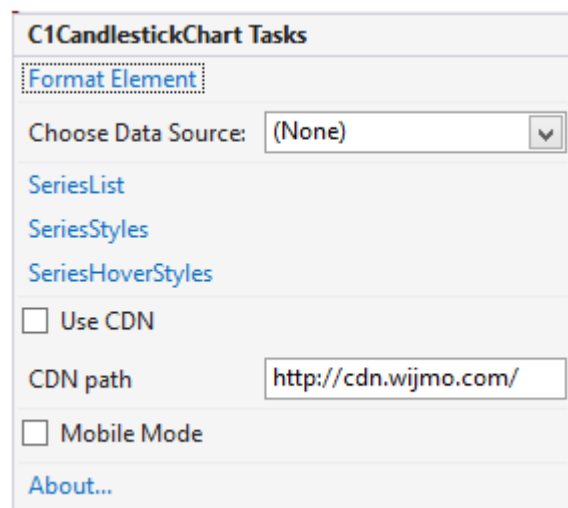 C1CandlestickChart Tasks
Format Element
Choose Data Source: (None)
SeriesList
SeriesStyles
SeriesHoverStyles
Use CDN
CDN path http://cdn.wijmo.com/
Mobile Mode
About...